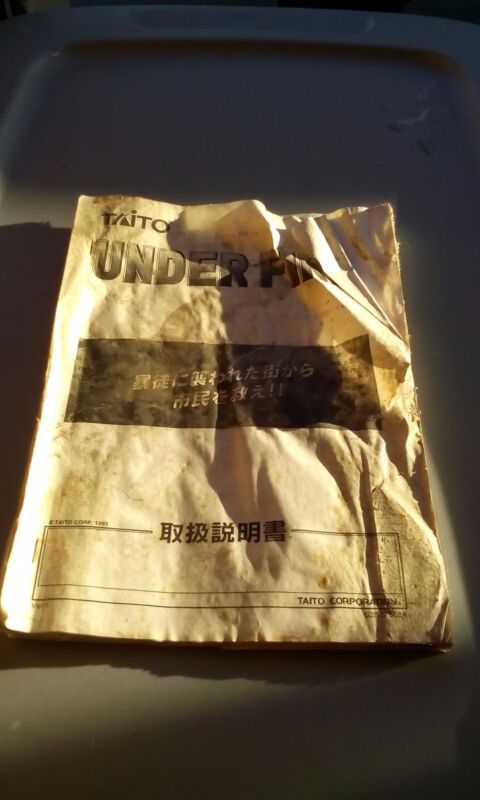 TAITO
UNDER
暴徒に襲われた街から
市民を救え!!
© TAITO CORP. 1993
取扱説明書
TAITO CORPORATION